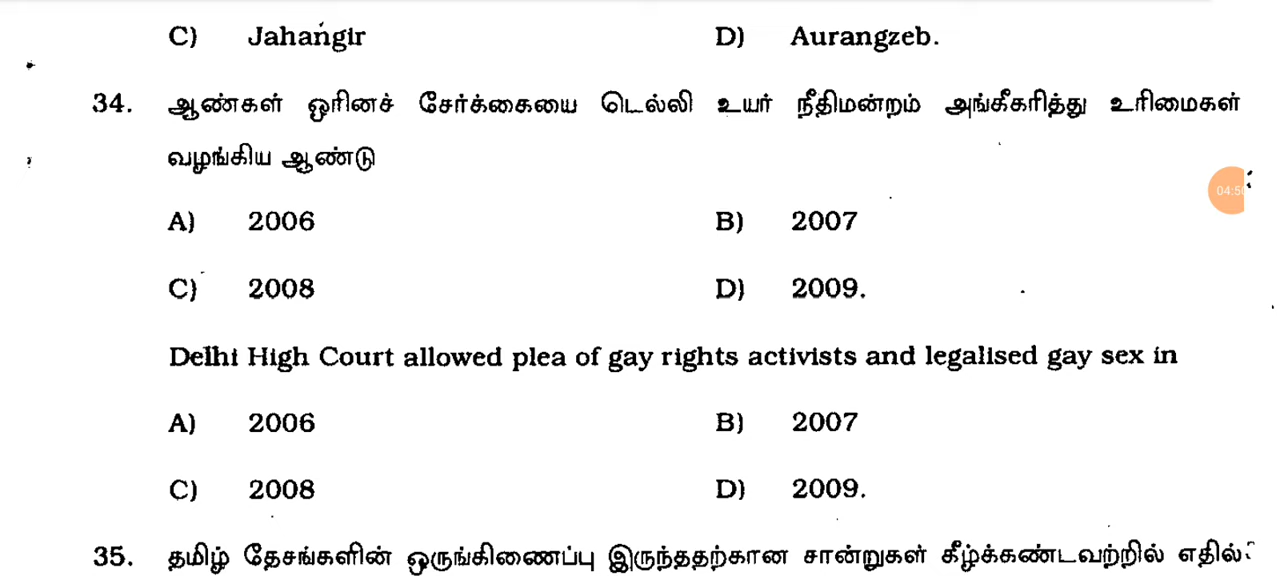 C) Jahangir D) Aurangzeb.
34. ஆண்கள் ஓரினச் சேர்க்கையை டெல்லி உயர் நீதிமன்றம் அங்கீகரித்து உரிமைகள்
வழங்கிய ஆண்டு
04:5
A) 2006 B) 2007
C) 2008 D) 2009.
Delhi High Court allowed plea of gay rights activists and legalised gay sex in
A) 2006 B) 2007
C) 2008 D) 2009.
35. தமிழ் தேசங்களின் ஒருங்கிணைப்பு இருந்ததற்கான சான்றுகள் கீழ்க்கண்டவற்றில் எதில்